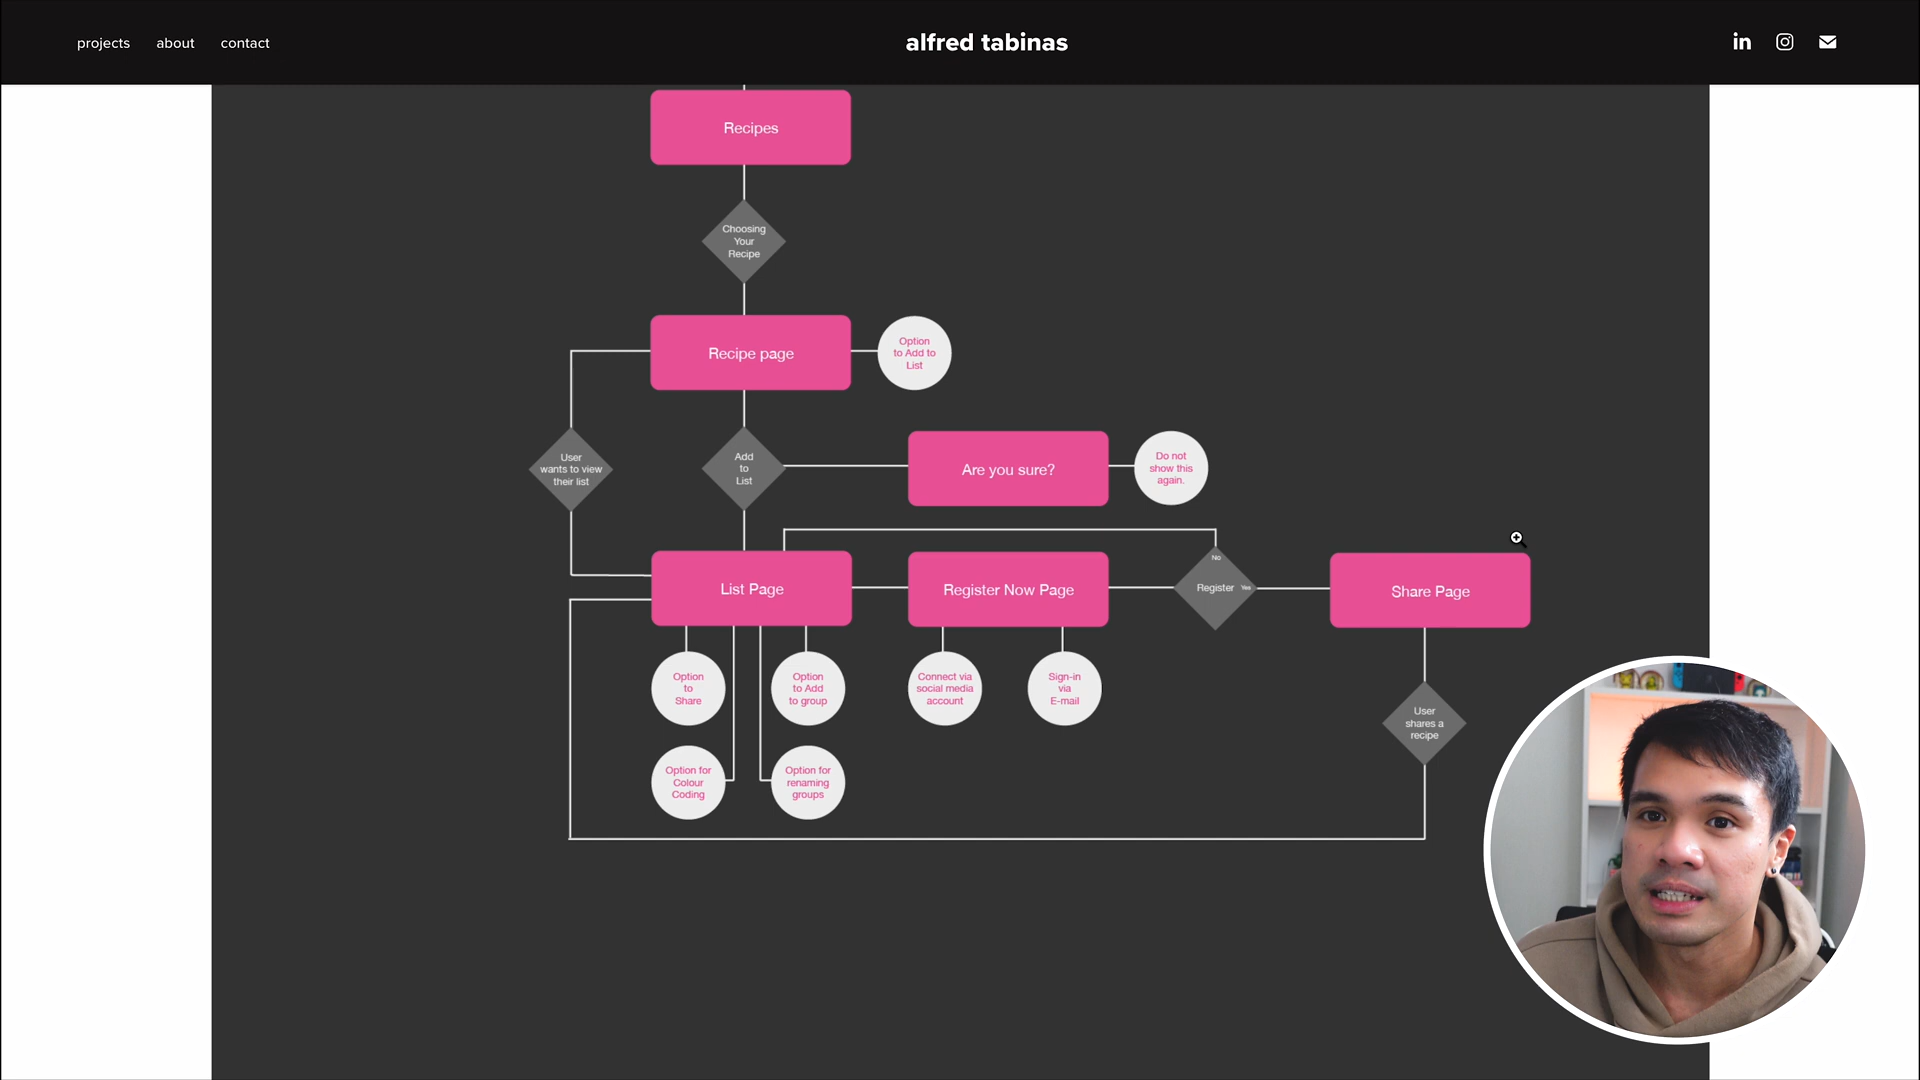 projects about contact
alfred tabinas
in
Recipes
Choosing
Your
Recipe
Recipe page
Option
to Add to
List
User
wants to view
their list
Add
to
List
Are you sure?
Do not
show this
again.
List Page
Register Now Page
No
Register
Yes
Share Page
Option
to
Share
Option
to Add
to group
Connect via
social media
account
Sign-in
via
E-mail
User
shares a
recipe
Option for
Colour
Coding
Option for
renaming
groups